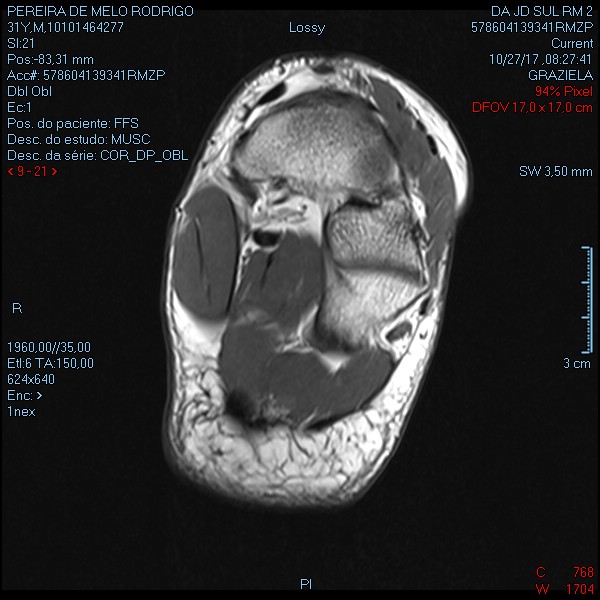 PEREIRA DE MELO RODRIGO
31Y,M,10101464277
Sl:21
Pos:-83,31 mm
Acc#: 578604139341RMZP
Dbl Obl
Ec:1
Pos. do paciente: FFS
Desc. do estudo: MUSC
Desc. da série: COR_DP_OBL
< 9 - 21 >
Lossy
DA JD SUL RM 2
578604139341RMZP
Current
10/27/17 ,08:27:41
GRAZIELA
94% Pixel
DFOV 17,0 x 17,0 cm
SW 3,50 mm
R
3 cm
1960,00//35,00
Etl:6 TA:150,00
624x640
Enc: >
1nex
PI
C 768
W 1704